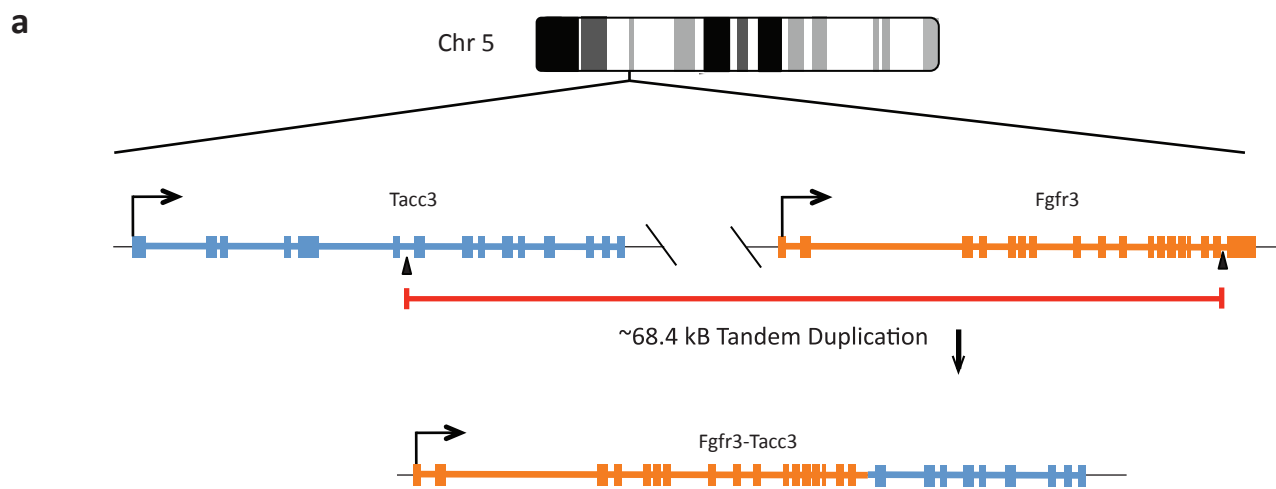 a
Chr 5
Tacc3
Fgfr3
~68.4 kB Tandem Duplication
Fgfr3-Tacc3